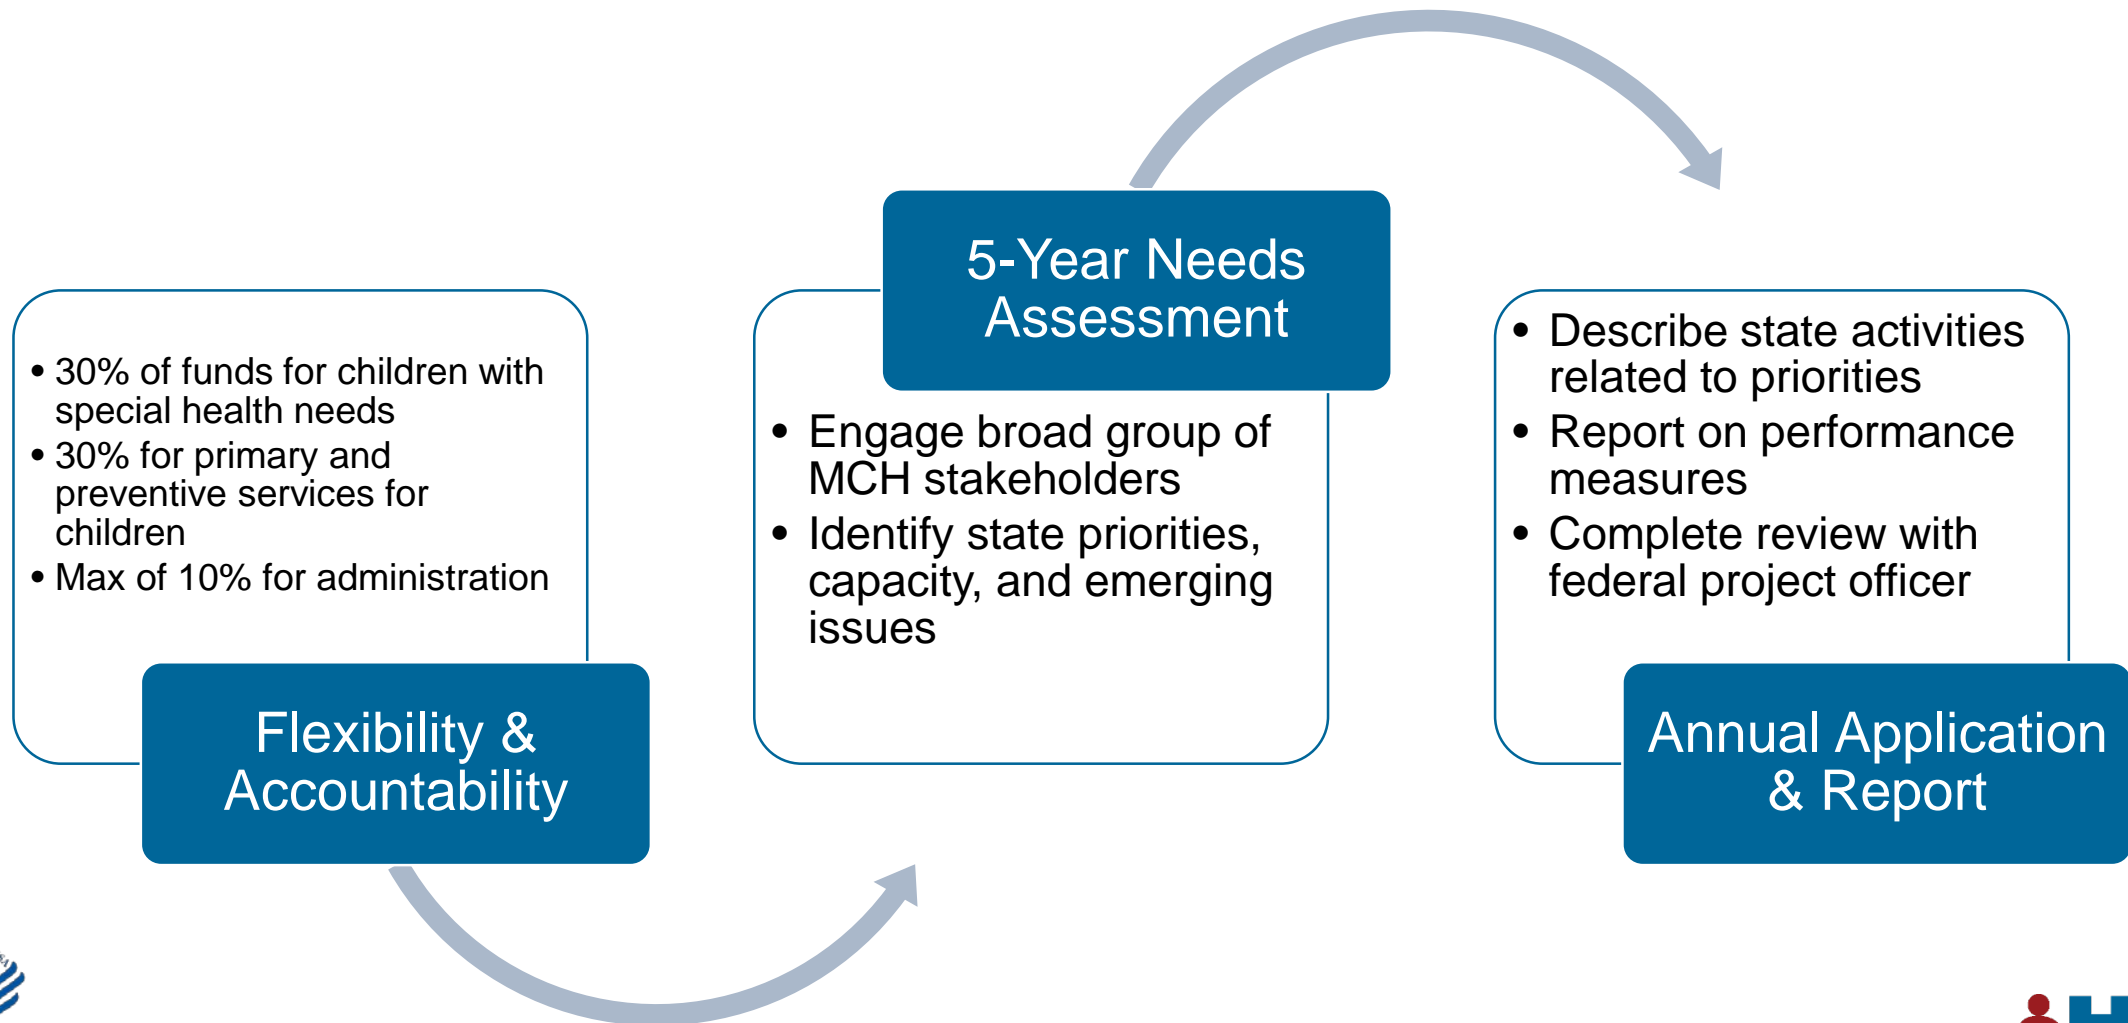 • 30% of funds for children with
special health needs
• 30% for primary and
preventive services for
children
• Max of 10% for administration
Flexibility &
Accountability
5-Year Needs
Assessment
• Engage broad group of
MCH stakeholders
• Identify state priorities,
capacity, and emerging
issues
• Describe state activities
related to priorities
• Report on performance
measures
• Complete review with
federal project officer
Annual Application
& Report